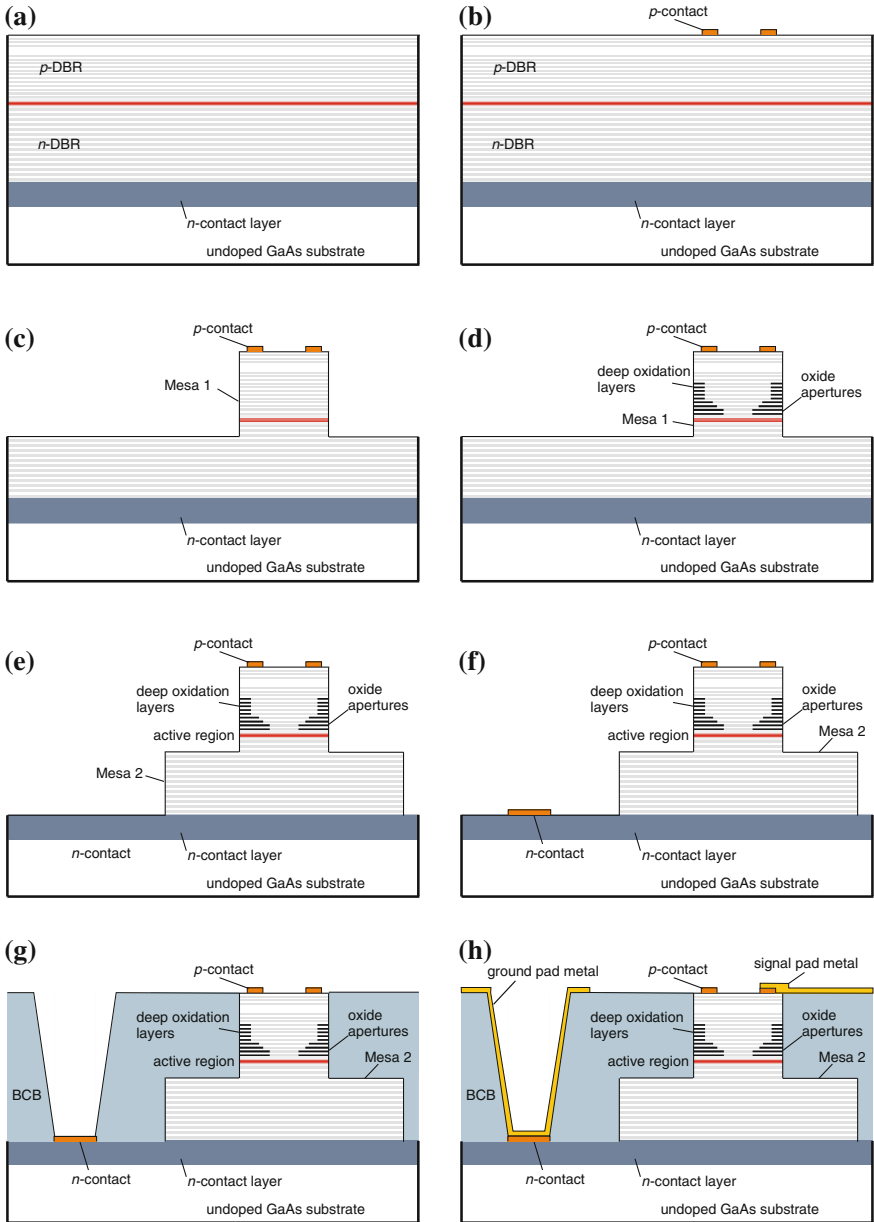 (a)
p-DBR
n-DBR
n-contact layer
undoped GaAs substrate
(b)
p-contact
p-DBR
n-DBR
n-contact layer
undoped GaAs substrate
(c)
p-contact
Mesa 1
n-contact layer
undoped GaAs substrate
(d)
p-contact
deep oxidation
layers
oxide
apertures
Mesa 1
n-contact layer
undoped GaAs substrate
(e)
p-contact
deep oxidation
layers
oxide
apertures
active region
Mesa 2
n-contact
n-contact layer
undoped GaAs substrate
(f)
p-contact
deep oxidation
layers
oxide
apertures
active region
Mesa 2
n-contact
n-contact layer
undoped GaAs substrate
(g)
p-contact
deep oxidation
layers
oxide
apertures
active region
Mesa 2
BCB
n-contact
n-contact layer
undoped GaAs substrate
(h)
ground pad metal
p-contact
signal pad metal
deep oxidation
layers
oxide
apertures
active region
Mesa 2
BCB
n-contact
n-contact layer
undoped GaAs substrate